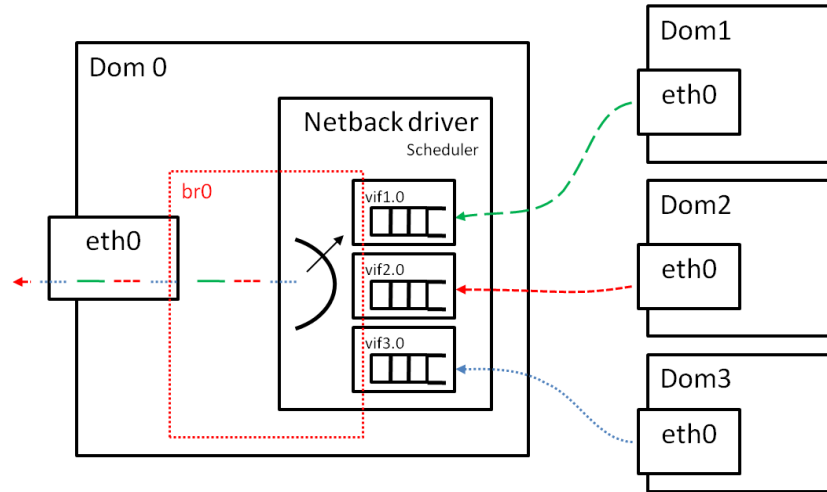 Dom 0
Netback driver
Scheduler
br0
eth0
vif1.0
vif2.0
vif3.0
Dom1
eth0
Dom2
eth0
Dom3
eth0